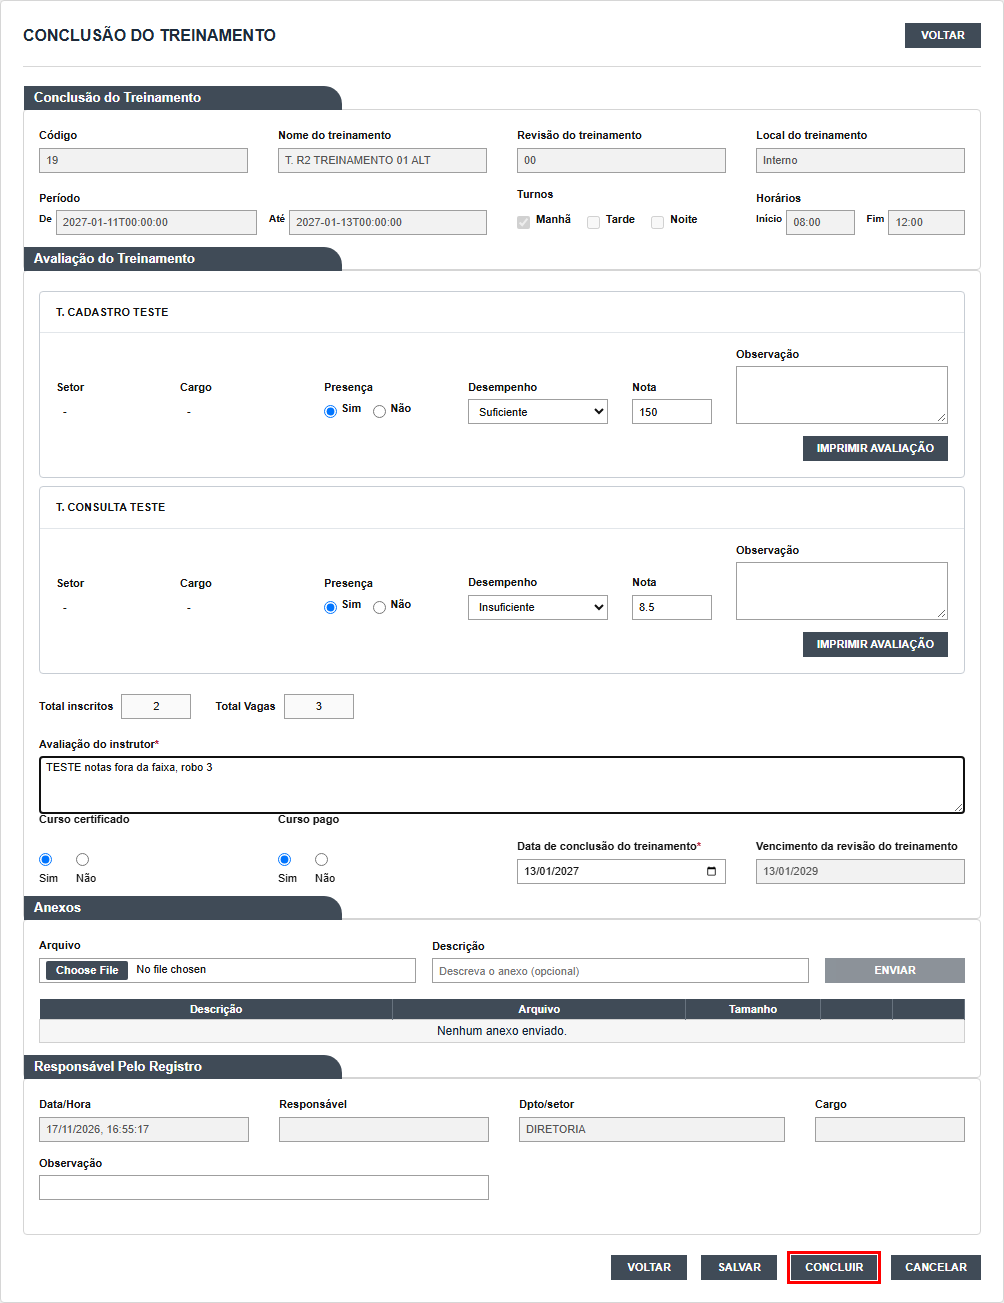 CONCLUSÃO DO TREINAMENTO
VOLTAR
Conclusão do Treinamento
Código
Nome do treinamento
Revisão do treinamento
Local do treinamento
19
T. R2 TREINAMENTO 01 ALT
00
Interno
Período
Turnos
Horários
De 2027-01-11T00:00:00 Até 2027-01-13T00:00:00
Manhã Tarde Noite
Início 08:00 Fim 12:00
Avaliação do Treinamento
T. CADASTRO TESTE
Observação
Setor
Cargo
Presença
Desempenho
Nota
-
-
Sim Não
Suficiente
150
IMPRIMIR AVALIAÇÃO
T. CONSULTA TESTE
Observação
Setor
Cargo
Presença
Desempenho
Nota
-
-
Sim Não
Insuficiente
8.5
IMPRIMIR AVALIAÇÃO
Total inscritos 2 Total Vagas 3
Avaliação do instrutor*
TESTE notas fora da faixa, robo 3
Curso certificado
Curso pago
Data de conclusão do treinamento*
Vencimento da revisão do treinamento
Sim Não
Sim Não
13/01/2027
13/01/2029
Anexos
Arquivo
Descrição
Choose File No file chosen
Descreva o anexo (opcional)
ENVIAR
Descrição Arquivo Tamanho
Nenhum anexo enviado.
Responsável Pelo Registro
Data/Hora
Responsável
Dpto/setor
Cargo
17/11/2026, 16:55:17
DIRETORIA
Observação
VOLTAR
SALVAR
CONCLUIR
CANCELAR